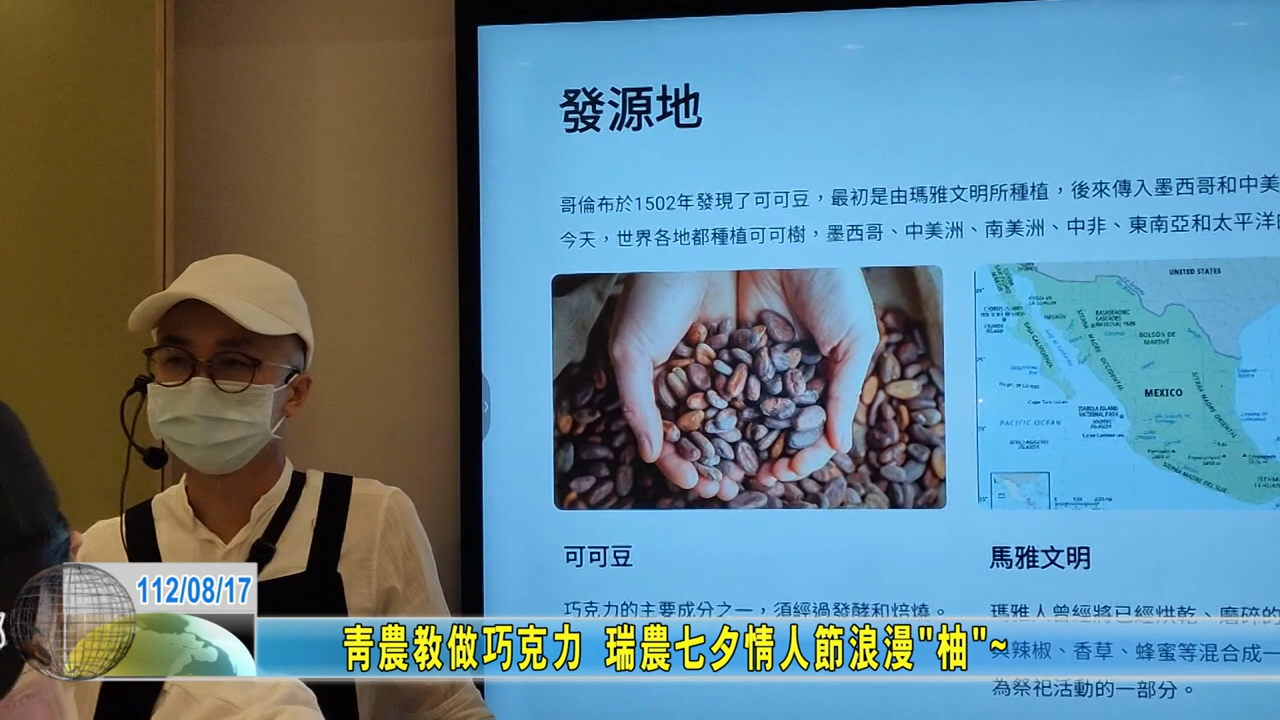 發源地
哥倫布於1502年發現了可可豆，最初是由瑪雅文明所種植，後來傳入墨西哥和中美
今天，世界各地都種植可可樹，墨西哥、中美洲、南美洲、中非、東南亞和太平洋
UNITED STATES
BOLSÓN DE
MAPIMÍ
MEXICO
PACIFIC OCEAN
SIERRA MADRE DEL SUR
可可豆
馬雅文明
巧克力的主要成分之一，須經過發酵和焙燒。
瑪雅人曾經將已經烘乾、磨碎的
與辣椒、香草、蜂蜜等混合成一
為祭祀活動的一部分。
112/08/17
青農教做巧克力 瑞農七夕情人節浪漫"柚"~